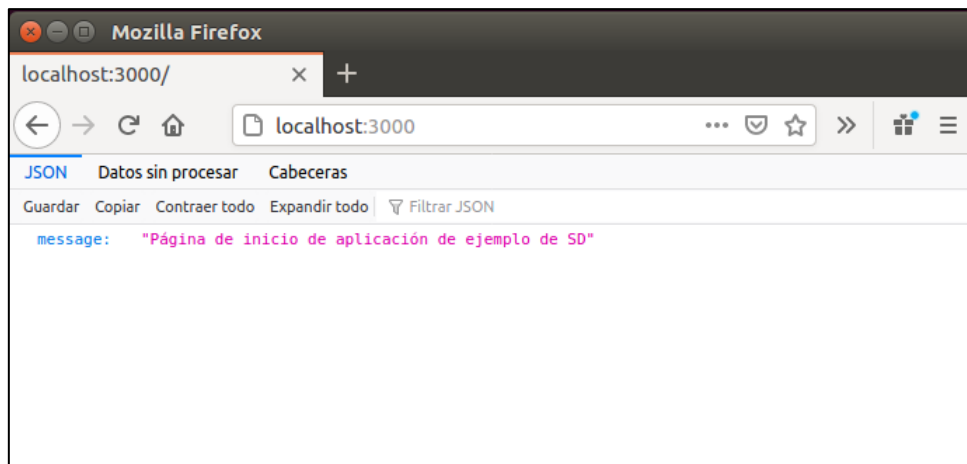 Mozilla Firefox
localhost:3000/
localhost:3000
JSON Datos sin procesar Cabeceras
Guardar Copiar Contraer todo Expandir todo Filtrar JSON
message: "Página de inicio de aplicación de ejemplo de SD"